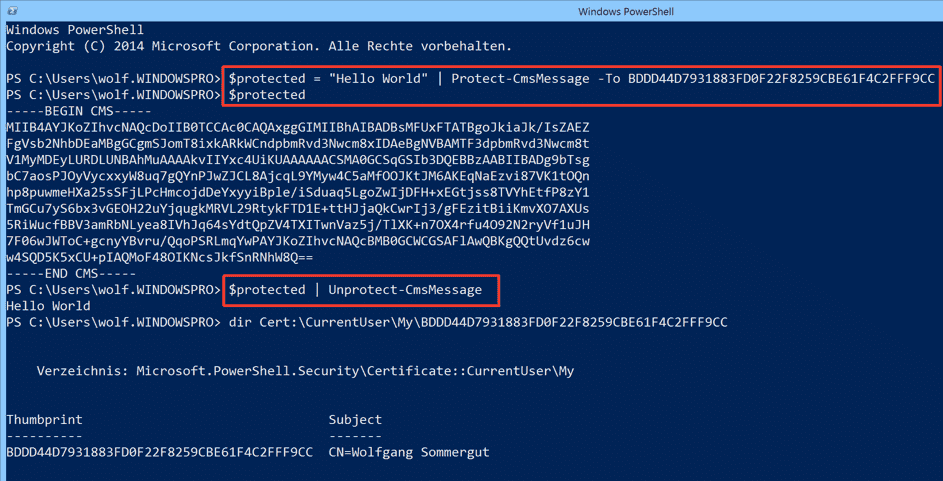 Windows PowerShell
Windows PowerShell
Copyright (C) 2014 Microsoft Corporation. Alle Rechte vorbehalten.
PS C:\Users\wolf.WINDOWSPRO> $protected = "Hello World" | Protect-CmsMessage -To BDDD44D7931883FD0F22F8259CBE61F4C2FFF9CC
PS C:\Users\wolf.WINDOWSPRO> $protected
-----BEGIN CMS-----
MIIB4AYJKoZIhvcNAQcDoIIB0TCCAc0CAQAxggGIMIIBhAIBADBsMFUxFTATBgoJkiaJk/IsZAEZ
FgVsb2NhbDEaMBgGCgmSJomT8ixkARkWCndpbmRvd3Nwcm8xIDAeBgNVBAMTF3dpbmRvd3Nwcm8t
V1MyMDEyLURDLUNBAhMuAAAAkvIIYxc4UiKUAAAAAACSMA0GCSqGSIb3DQEBBzAABIIBADg9bTsg
bC7aosPJOyVycxxyW8uq7gQYnPJwZJCL8AjcqL9YMyw4C5aMfOOJKtJM6AKEqNaEzvi87VK1tOQn
hp8puwmeHXa25sSFjLPcHmcojdDeYxyyiBple/iSduaq5LgoZwIjDFH+xEGtjss8TVYhEtfP8zY1
TmGCu7yS6bx3vGEOH22uYjqugkMRVL29RtykFTD1E+ttHJjaQkCwrIj3/gFEzitBiiKmvXO7AXUs
5RiWucfBBV3amRbNLyea8IVhJq64sYdtQpZV4TXITwnVaz5j/TlXK+n7OX4rfu4O92N2ryVf1uJH
7F06wJWToC+gcnyYBvru/QqoPSRLmqYwPAYJKoZIhvcNAQcBMB0GCWCGSAFlAwQBKgQQtUvdz6cw
w4SQD5K5xCU+pIAQMoF48OIKNcsJkfSnRNhW8Q==
-----END CMS-----
PS C:\Users\wolf.WINDOWSPRO> $protected | Unprotect-CmsMessage
Hello World
PS C:\Users\wolf.WINDOWSPRO> dir Cert:\CurrentUser\My\BDDD44D7931883FD0F22F8259CBE61F4C2FFF9CC
Verzeichnis: Microsoft.PowerShell.Security\Certificate::CurrentUser\My
Thumbprint Subject
---------- -------
BDDD44D7931883FD0F22F8259CBE61F4C2FFF9CC CN=Wolfgang Sommergut